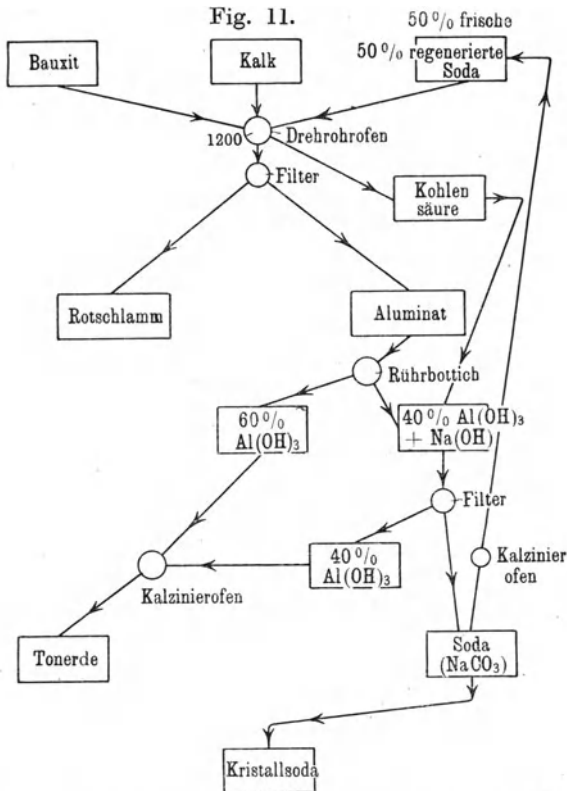 Fig. 11.
50% frische
50% regenerierte
Soda
Bauxit
Kalk
1200
Drehrohrofen
Filter
Kohlen
säure
Rotschlamm
Aluminat
Rührbottich
60%
Al(OH)₃
40% Al(OH)₃
+ Na(OH)
Filter
40%
Al(OH)₃
Kalzinier
ofen
Kalzinierofen
Tonerde
Soda
(NaCO₃)
Kristallsoda